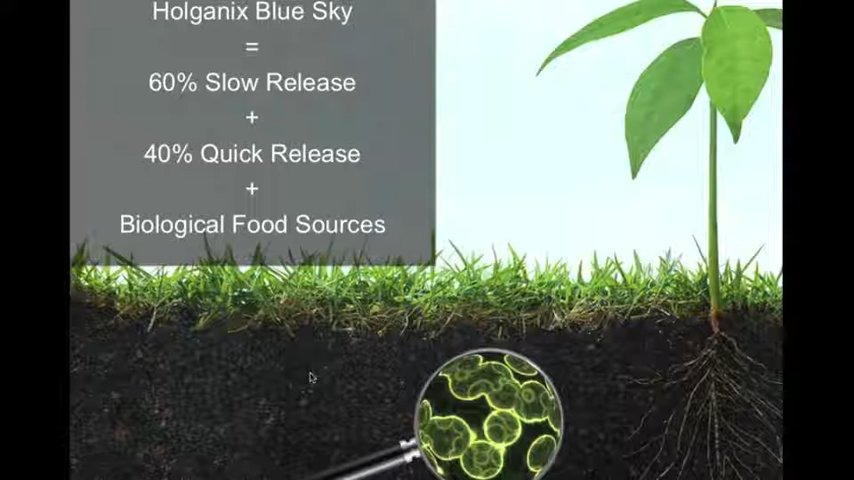 Holganix Blue Sky
=
60% Slow Release
+
40% Quick Release
+
Biological Food Sources